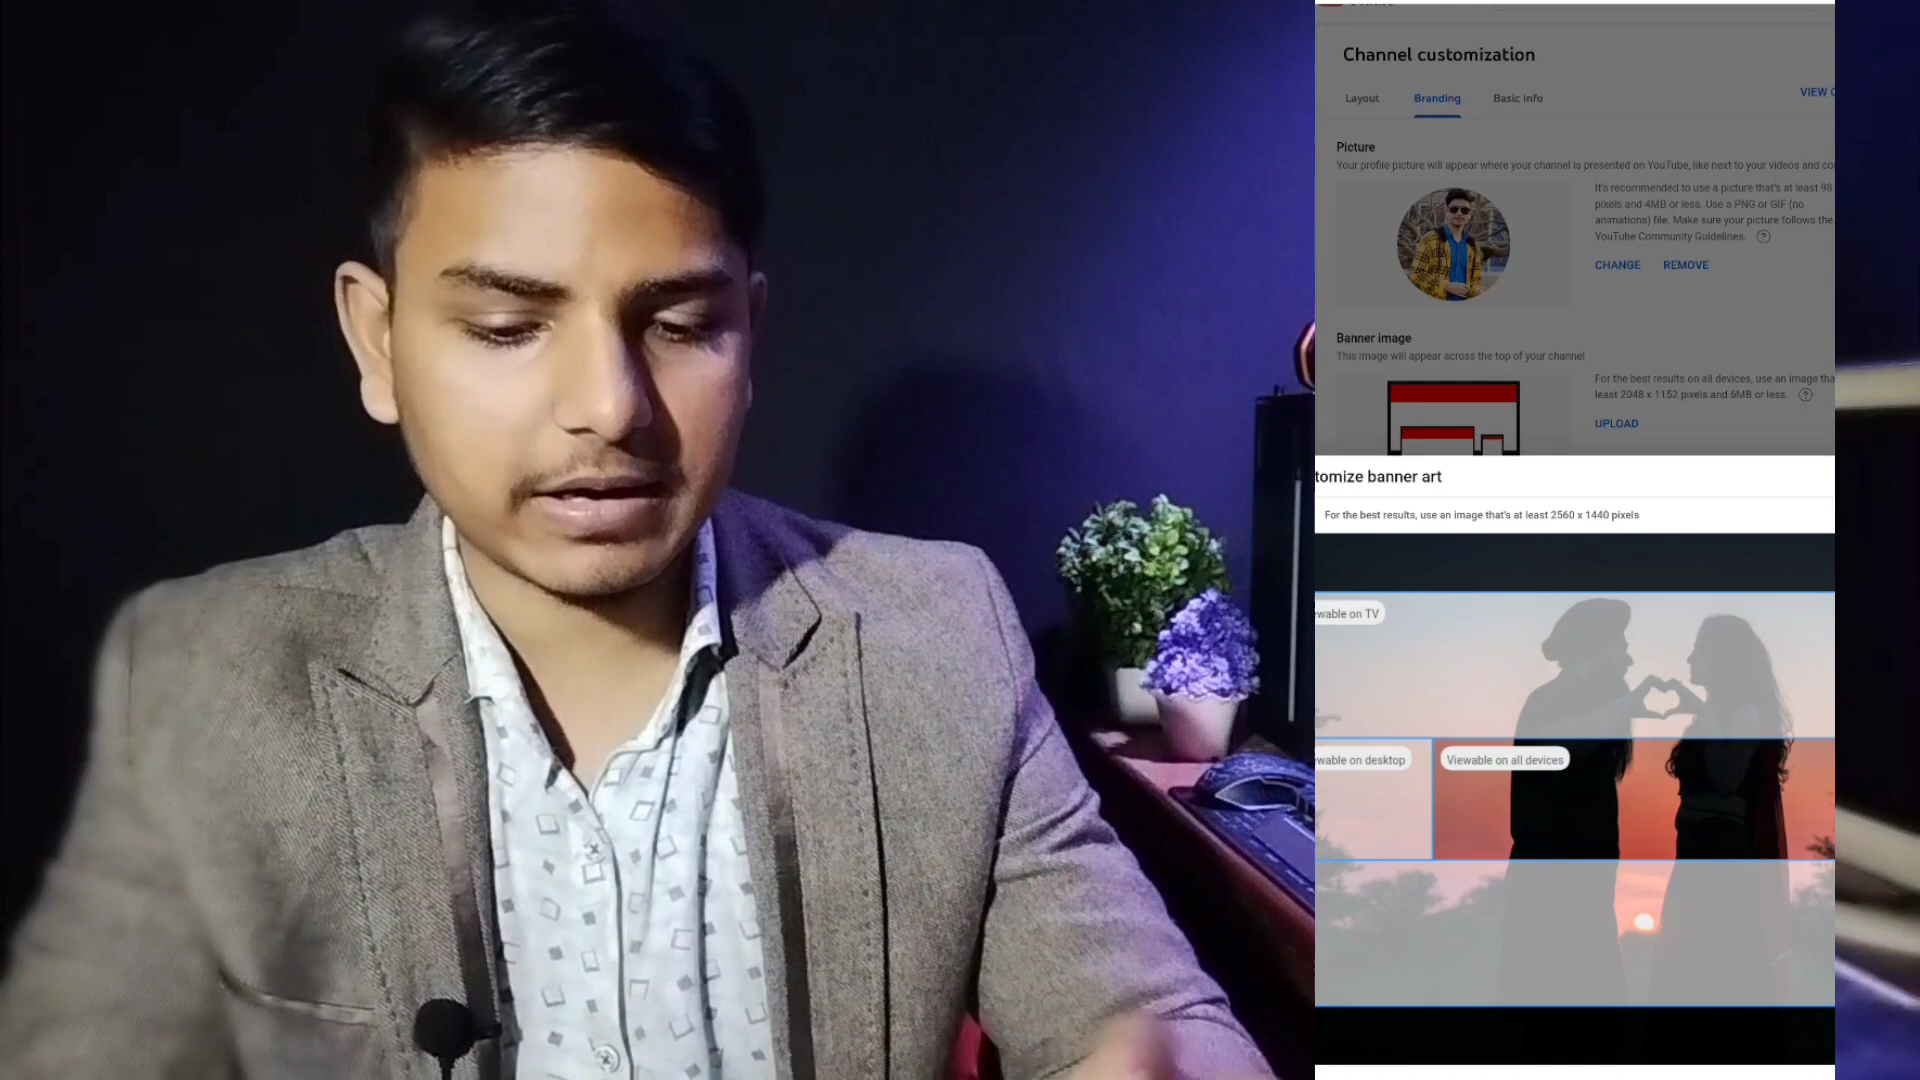 Channel customization
Layout Branding Basic info
VIEW
Picture
Your profile picture will appear where your channel is presented on YouTube, like next to your videos and
It's recommended to use a picture that's at least 98
pixels and 4MB or less. Use a PNG or GIF (no
animations) file. Make sure your picture follows the
YouTube Community Guidelines. ?
CHANGE REMOVE
Banner image
This image will appear across the top of your channel
For the best results on all devices, use an image tha
least 2048 x 1152 pixels and 6MB or less. ?
UPLOAD
tomize banner art
For the best results, use an image that's at least 2560 x 1440 pixels
wable on TV
wable on desktop
Viewable on all devices